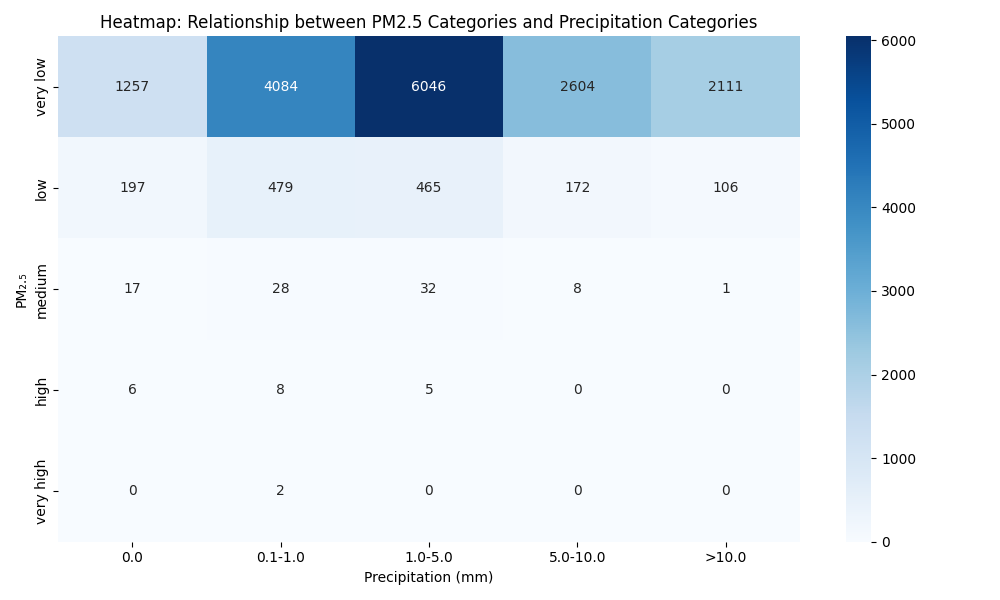 Heatmap: Relationship between PM2.5 Categories and Precipitation Categories
very low
1257 4084 6046 2604 2111
low
197 479 465 172 106
PM₂.₅
medium
17 28 32 8 1
high
6 8 5 0 0
very high
0 2 0 0 0
0.0 0.1-1.0 1.0-5.0 5.0-10.0 >10.0
Precipitation (mm)
6000
5000
4000
3000
2000
1000
0